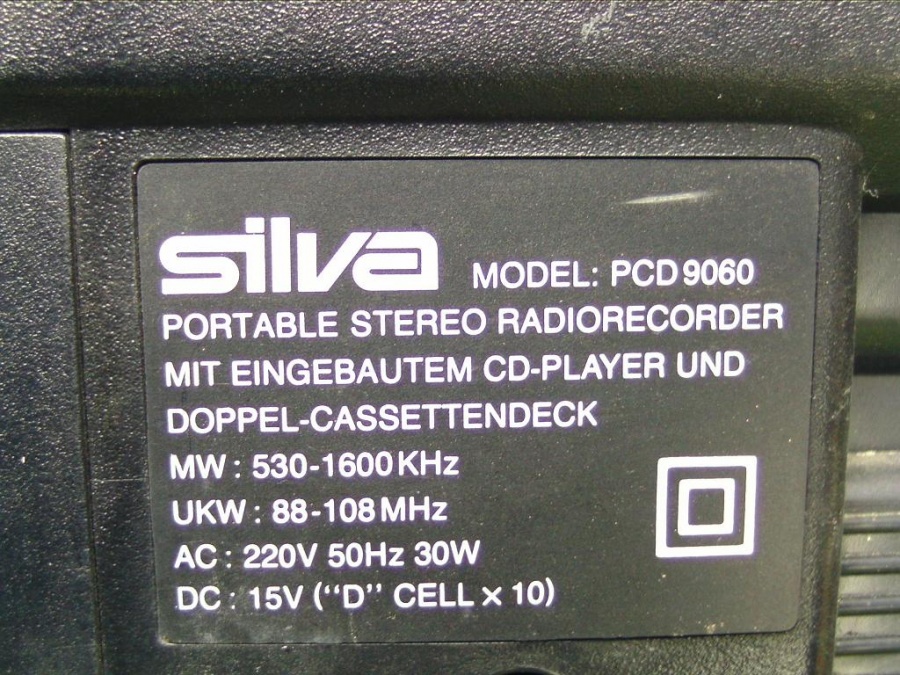 silva MODEL: PCD 9060
PORTABLE STEREO RADIORECORDER
MIT EINGEBAUTEM CD-PLAYER UND
DOPPEL-CASSETTENDECK
MW : 530-1600 KHz
UKW : 88-108 MHz
AC : 220V 50Hz 30W
DC : 15V (“D” CELL x 10)